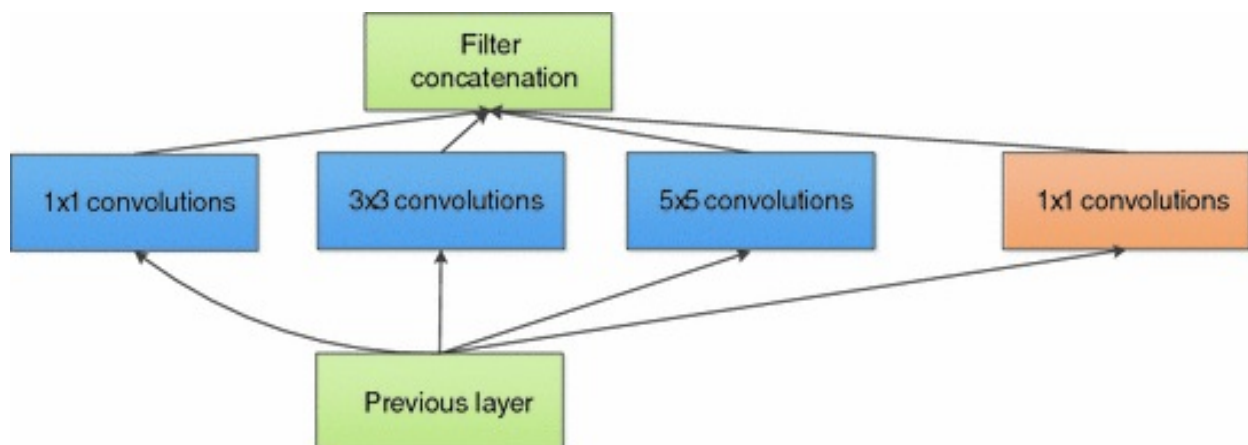 Filter
concatenation
1x1 convolutions
3x3 convolutions
5x5 convolutions
1x1 convolutions
Previous layer